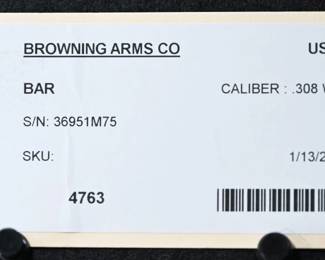 BROWNING ARMS CO US
BAR CALIBER : .308 W
S/N: 36951M75
SKU: 1/13/2
4763